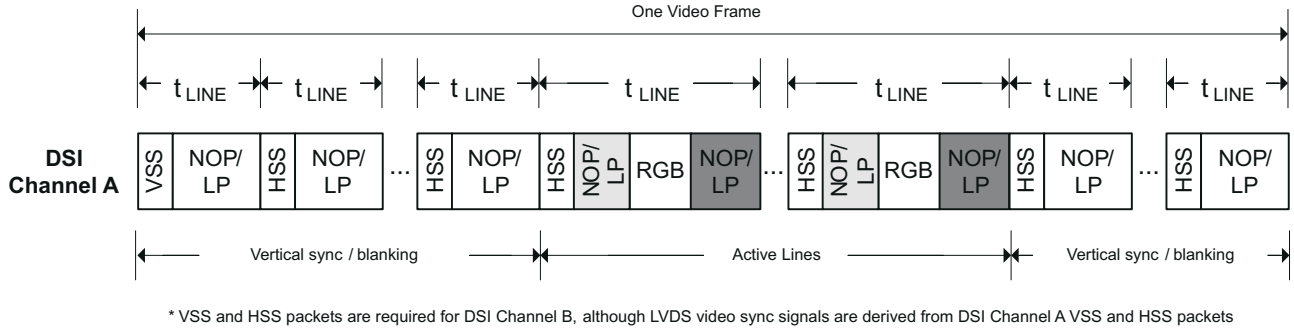 One Video Frame
t LINE t LINE t LINE t LINE t LINE t LINE t LINE
DSI
Channel A
VSS NOP/LP HSS NOP/LP ... HSS NOP/LP HSS NOP/LP RGB NOP/LP ... HSS NOP/LP RGB NOP/LP HSS NOP/LP ... HSS NOP/LP
Vertical sync / blanking Active Lines Vertical sync / blanking
* VSS and HSS packets are required for DSI Channel B, although LVDS video sync signals are derived from DSI Channel A VSS and HSS packets